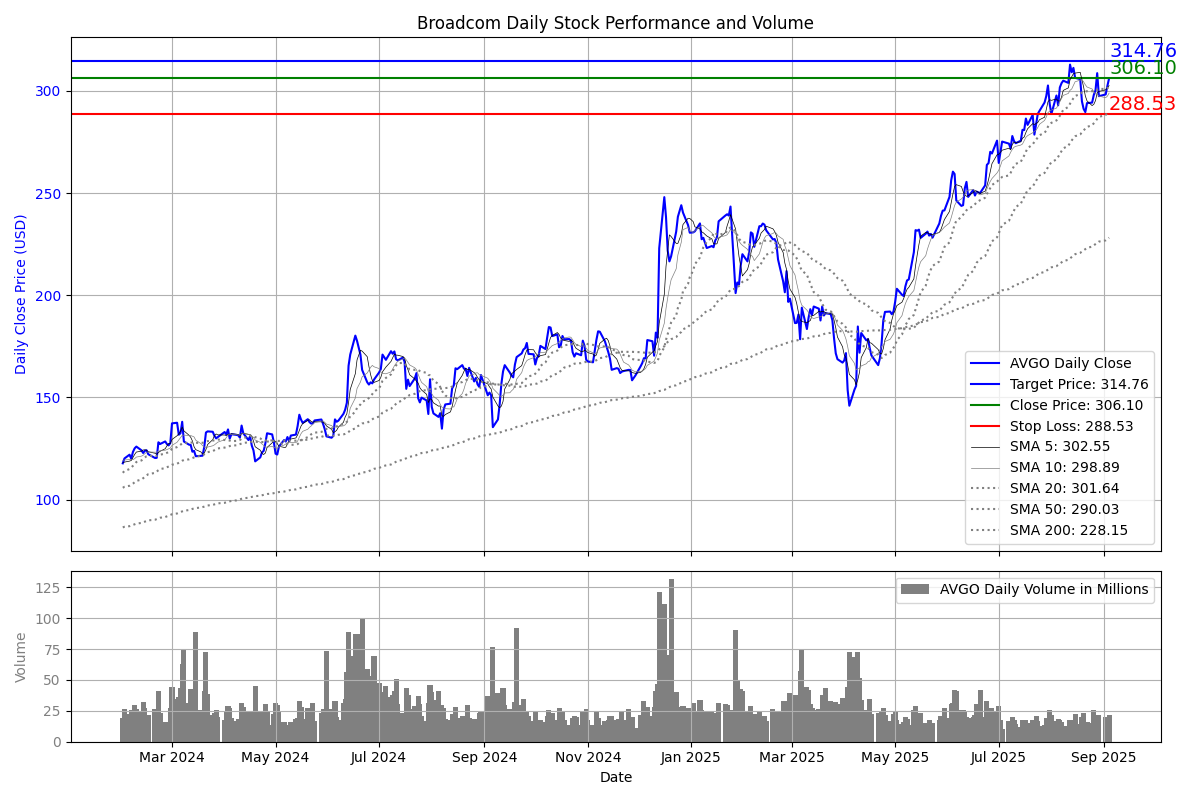 Broadcom Daily Stock Performance and Volume
314.76
306.10
288.53
300
250
200
150
100
Daily Close Price (USD)
AVGO Daily Close
Target Price: 314.76
Close Price: 306.10
Stop Loss: 288.53
SMA 5: 302.55
SMA 10: 298.89
SMA 20: 301.64
SMA 50: 290.03
SMA 200: 228.15
AVGO Daily Volume in Millions
125
100
75
50
25
0
Volume
Mar 2024 May 2024 Jul 2024 Sep 2024 Nov 2024 Jan 2025 Mar 2025 May 2025 Jul 2025 Sep 2025
Date